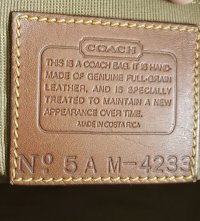 COACH
THIS IS A COACH BAG. IT IS HAND-
MADE OF GENUINE FULL-GRAIN
LEATHER, AND IS SPECIALLY
TREATED TO MAINTAIN A NEW
APPEARANCE OVER TIME.
MADE IN COSTA RICA
Nº 5AM-4233